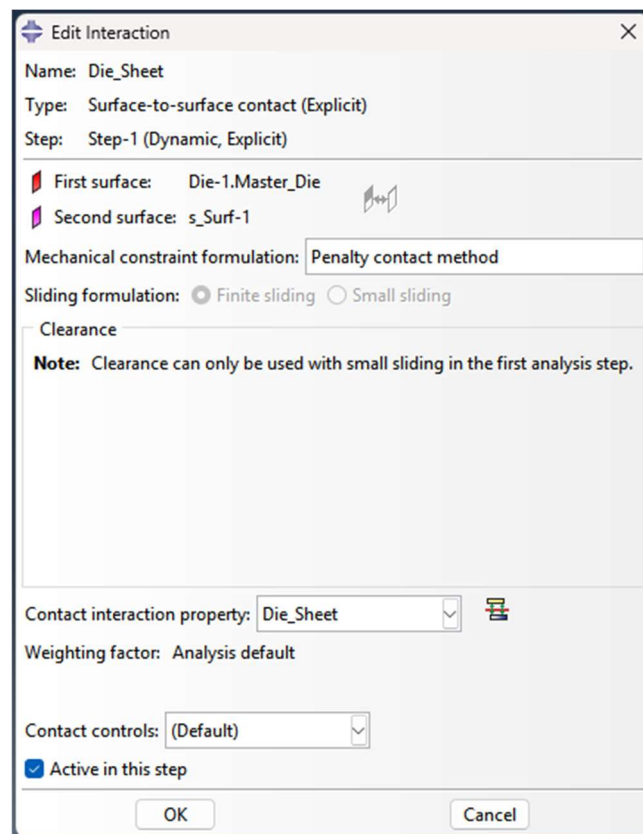 Edit Interaction
Name: Die_Sheet
Type: Surface-to-surface contact (Explicit)
Step: Step-1 (Dynamic, Explicit)
First surface: Die-1.Master_Die
Second surface: s_Surf-1
Mechanical constraint formulation: Penalty contact method
Sliding formulation: Finite sliding Small sliding
Clearance
Note: Clearance can only be used with small sliding in the first analysis step.
Contact interaction property: Die_Sheet
Weighting factor: Analysis default
Contact controls: (Default)
Active in this step
OK Cancel